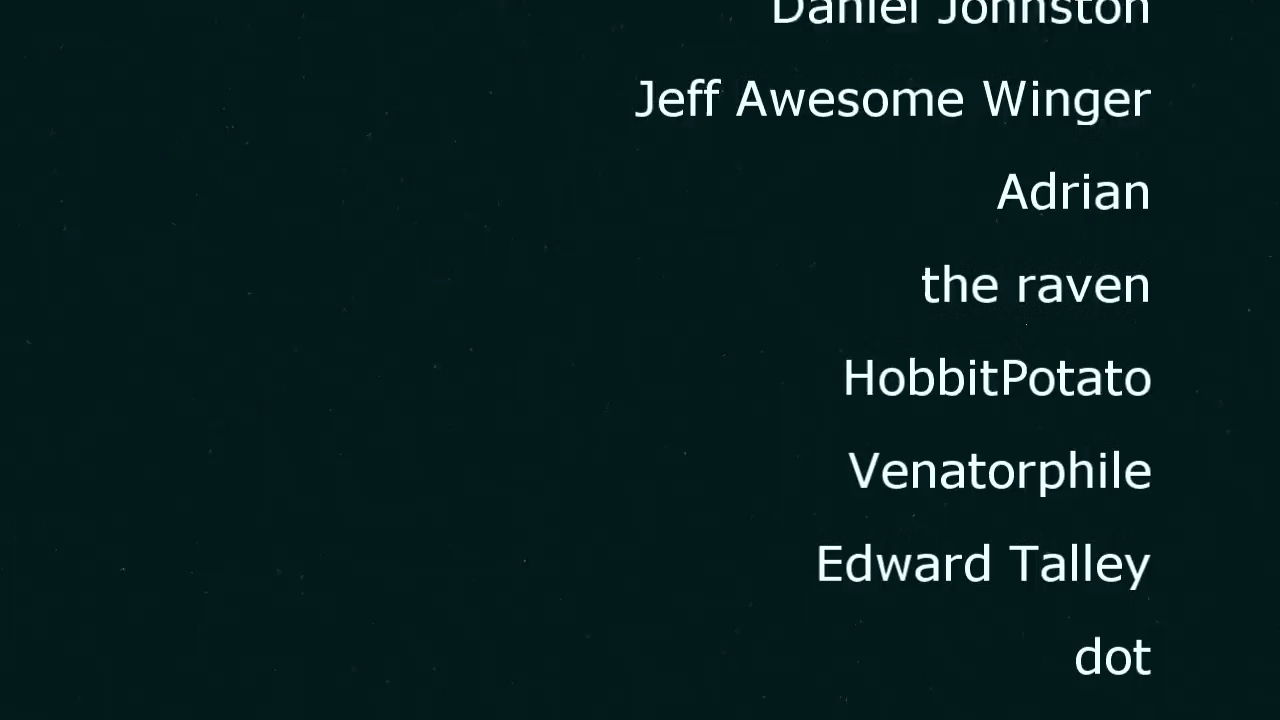 Daniel Johnston
Jeff Awesome Winger
Adrian
the raven
HobbitPotato
Venatorphile
Edward Talley
dot